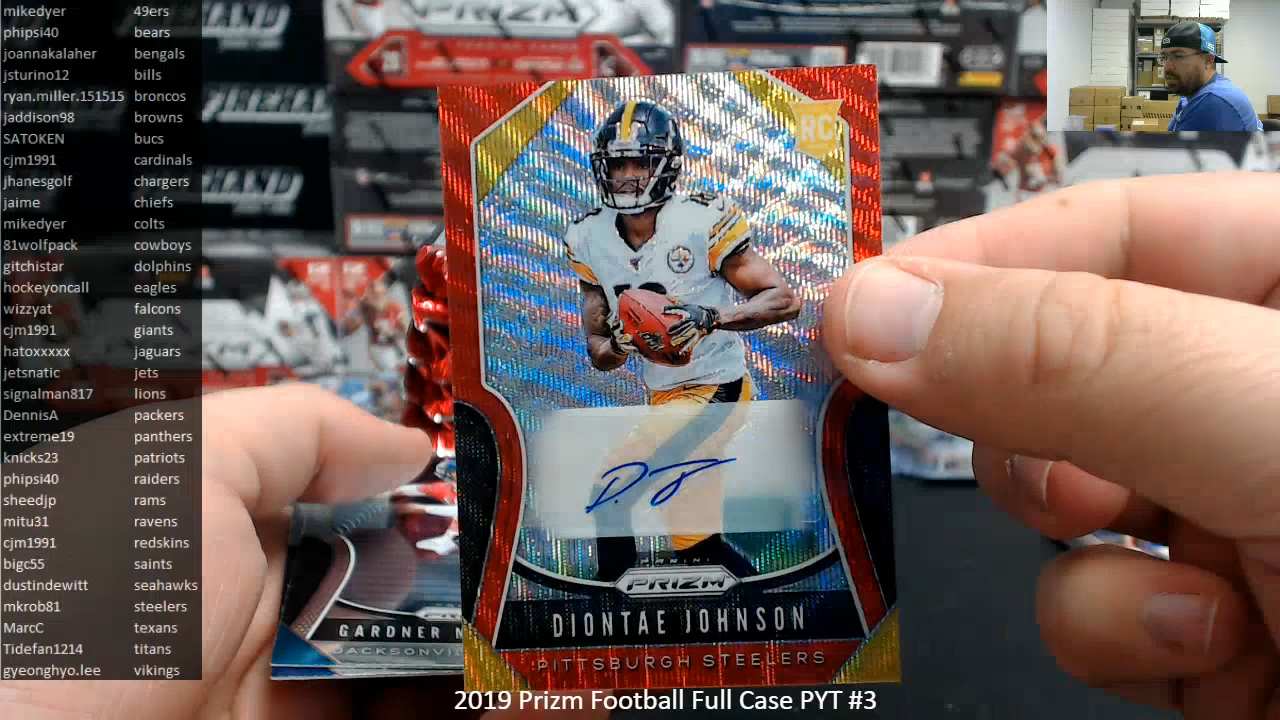 mikedyer 49ers
phipsi40 bears
joannakalaher bengals
jsturino12 bills
ryan.miller.151515 broncos
jaddison98 browns
SATOKEN bucs
cjm1991 cardinals
jhanesgolf chargers
jaime chiefs
mikedyer colts
81wolfpack cowboys
gitchistar dolphins
hockeyoncall eagles
wizzyat falcons
cjm1991 giants
hatoxxxxx jaguars
jetsnatic jets
signalman817 lions
DennisA packers
extreme19 panthers
knicks23 patriots
phipsi40 raiders
sheedjp rams
mitu31 ravens
cjm1991 redskins
bigc55 saints
dustindewitt seahawks
mkrob81 steelers
MarcC texans
Tidefan1214 titans
gyeonghyo.lee vikings
PRIZM
RC
PANINI
PRIZM
DIONTAE JOHNSON
PITTSBURGH STEELERS
GARDNER
2019 Prizm Football Full Case PYT #3